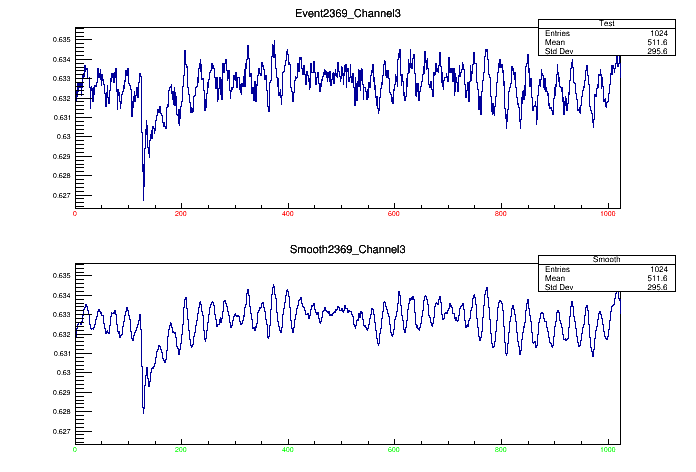 Event2369_Channel3
Test
Entries 1024
Mean 511.6
Std Dev 295.6
0.635
0.634
0.633
0.632
0.631
0.63
0.629
0.628
0.627
0 200 400 600 800 1000
Smooth2369_Channel3
Smooth
Entries 1024
Mean 511.6
Std Dev 295.6
0.635
0.634
0.633
0.632
0.631
0.63
0.629
0.628
0.627
0 200 400 600 800 1000